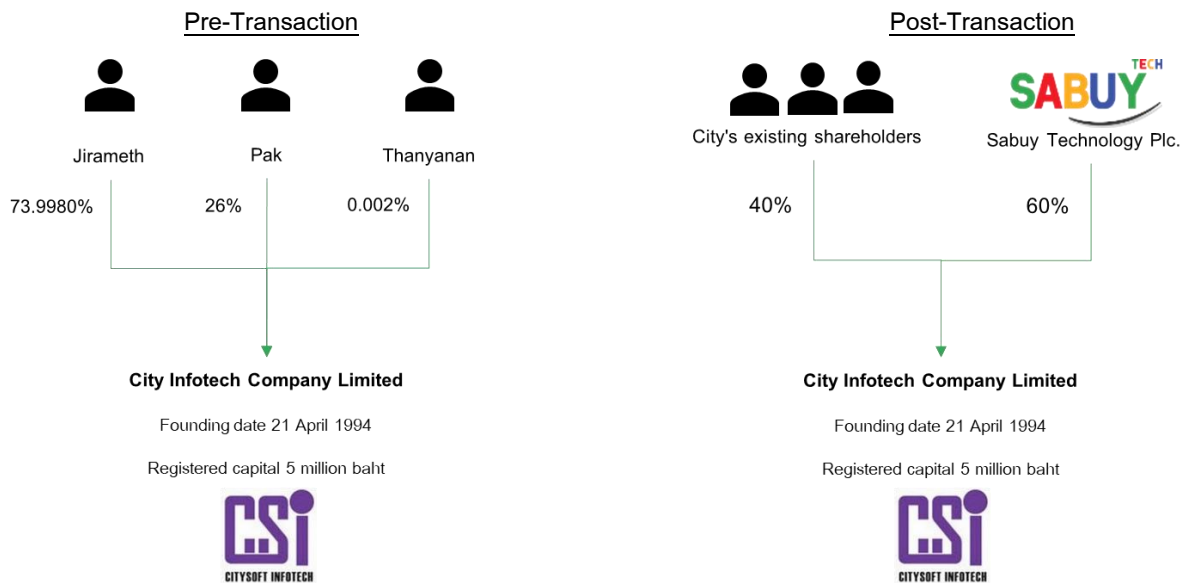 Pre-Transaction
Jirameth
Pak
Thanyanan
73.9980%
26%
0.002%
City Infotech Company Limited
Founding date 21 April 1994
Registered capital 5 million baht
CSi
CITYSOFT INFOTECH
Post-Transaction
TECH
SABUY
City's existing shareholders
Sabuy Technology Plc.
40%
60%
City Infotech Company Limited
Founding date 21 April 1994
Registered capital 5 million baht
CSi
CITYSOFT INFOTECH